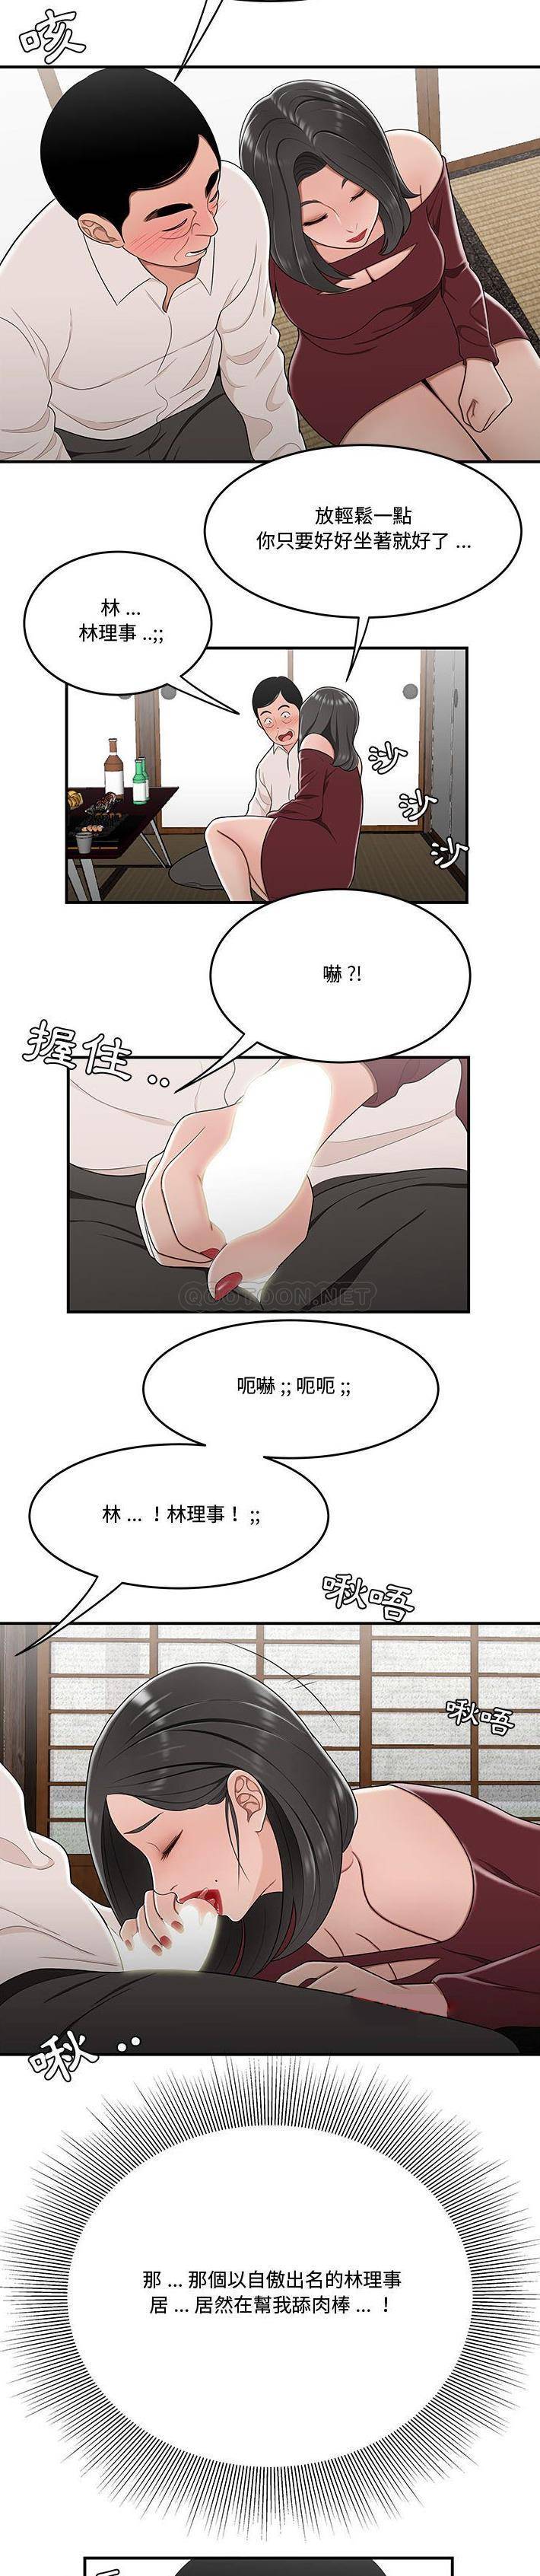 咳
放輕鬆一點
你只要好好坐著就好了 ...
林 ...
林理事 ..;;
沙
沙
沙
嚇 ?!
握住 ..
QOOTOON.NET
呃嚇 ;; 呃呃 ;;
林 ... ！林理事！ ;;
啾唔
啾唔
啾 ..
那 ... 那個以自傲出名的林理事
居 ... 居然在幫我舔肉棒 ... ！